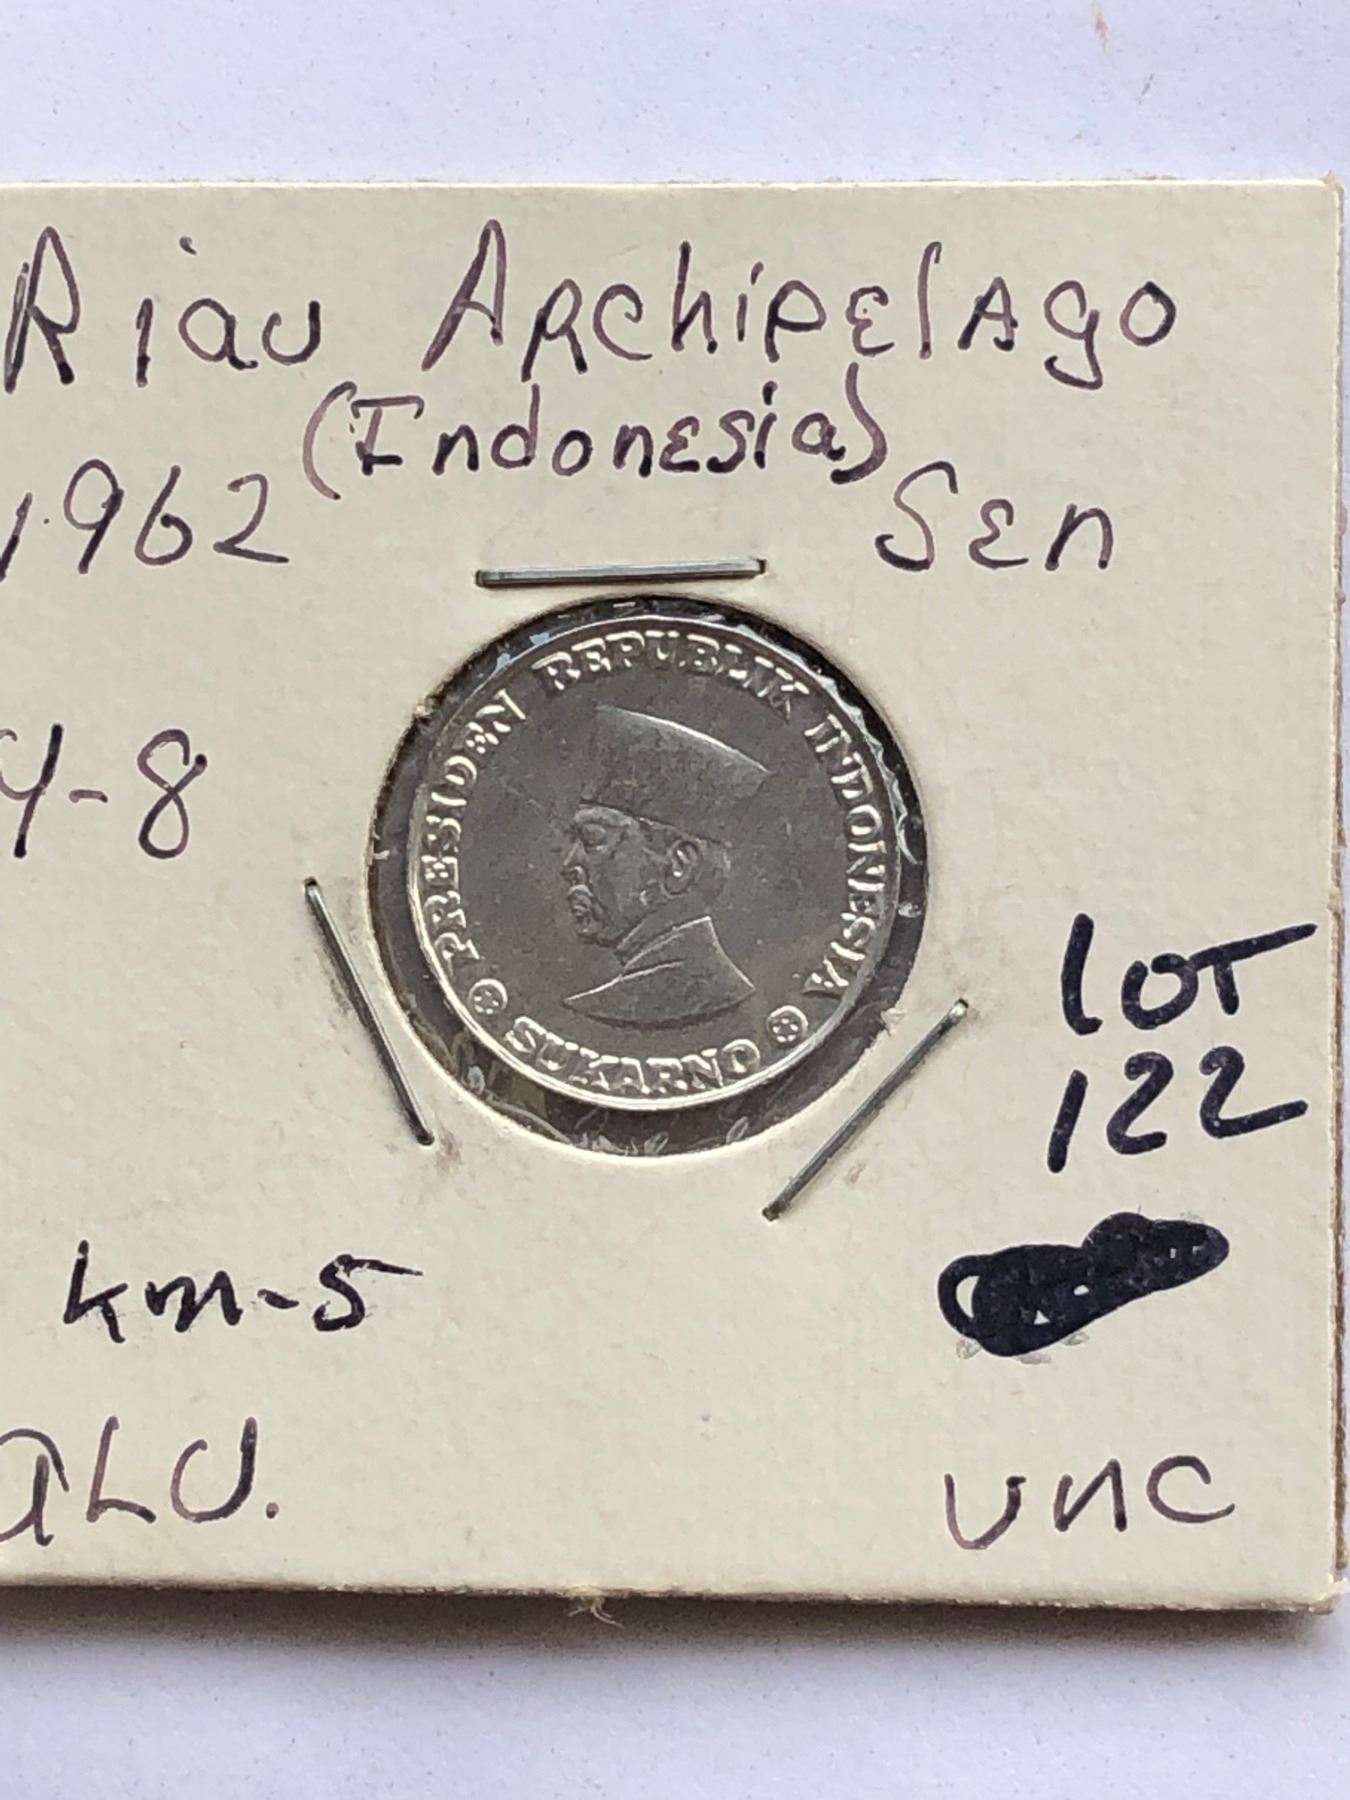 Riau Archipelago
(Indonesia)
1962 Sen
Y-8
PRESIDEN REPUBLIK INDONESIA
SUKARNO
LOT
122
km-5
aLU.
UNC